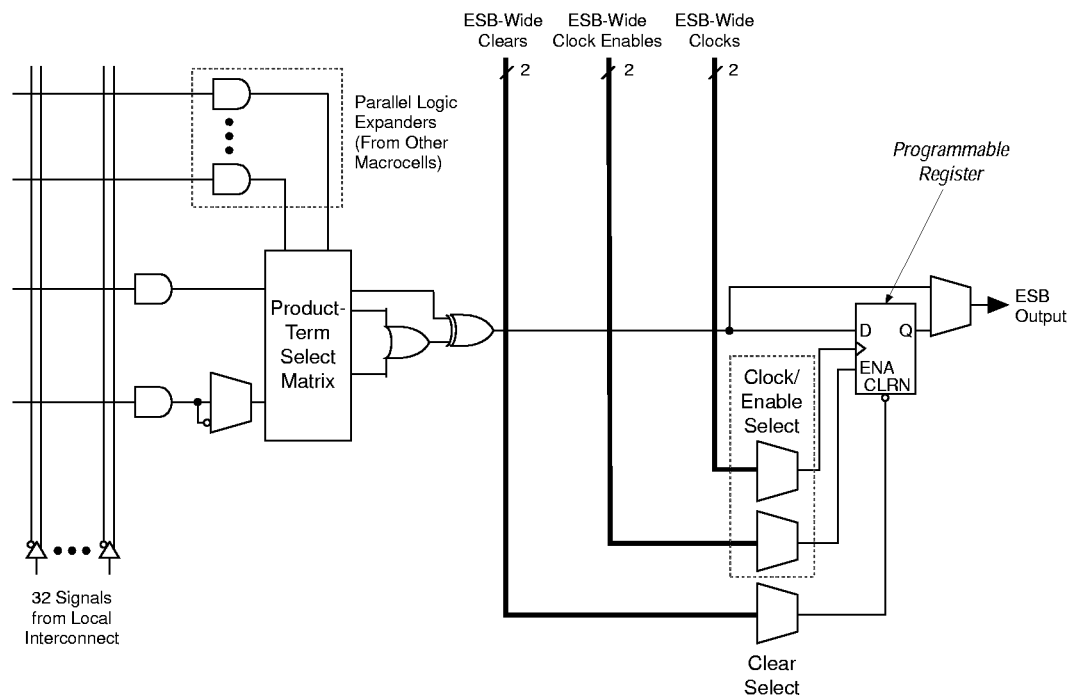 ESB-Wide
Clears
ESB-Wide
Clock Enables
ESB-Wide
Clocks
2
2
2
Parallel Logic
Expanders
(From Other
Macrocells)
Programmable
Register
Product-
Term
Select
Matrix
ESB
Output
D
Q
ENA
CLRN
Clock/
Enable
Select
32 Signals
from Local
Interconnect
Clear
Select